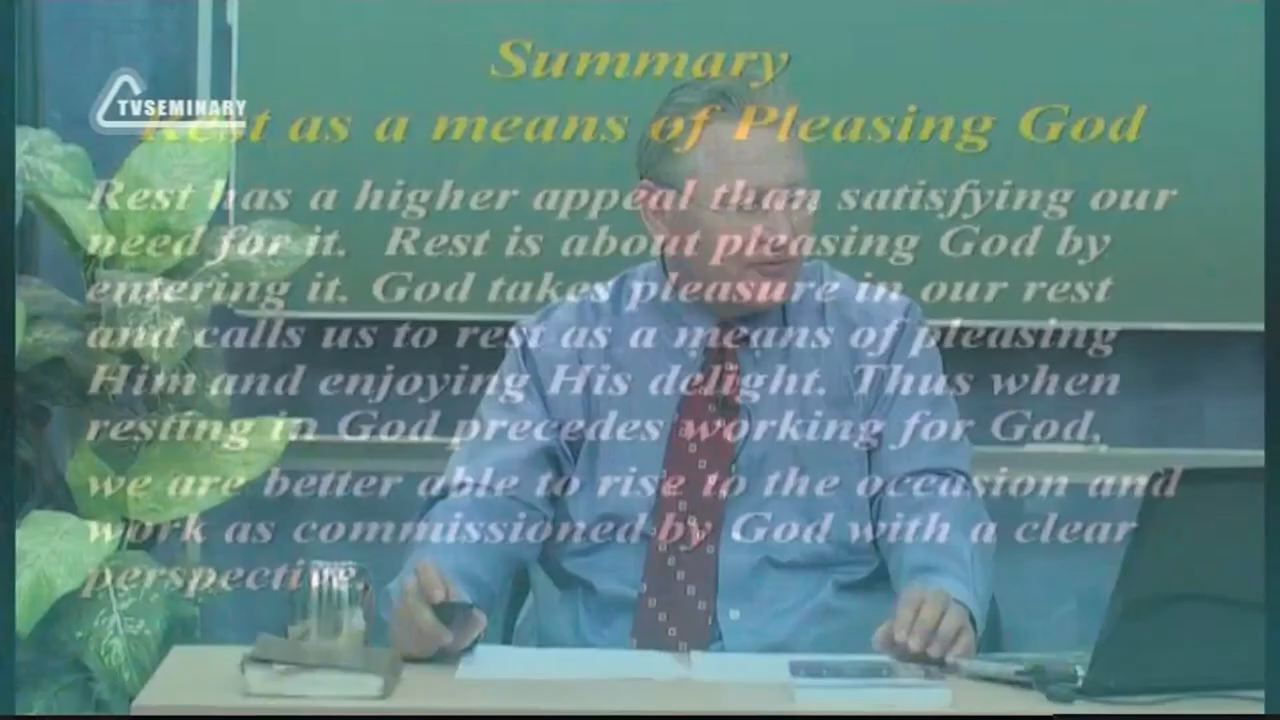 Summary
TVSEMINARY
Rest as a means of Pleasing God
Rest has a higher appeal than satisfying our
need for it. Rest is about pleasing God by
entering it. God takes pleasure in our rest
and calls us to rest as a means of pleasing
Him and enjoying His delight. Thus when
resting in God precedes working for God,
we are better able to rise to the occasion and
work as commissioned by God with a clear
perspective.